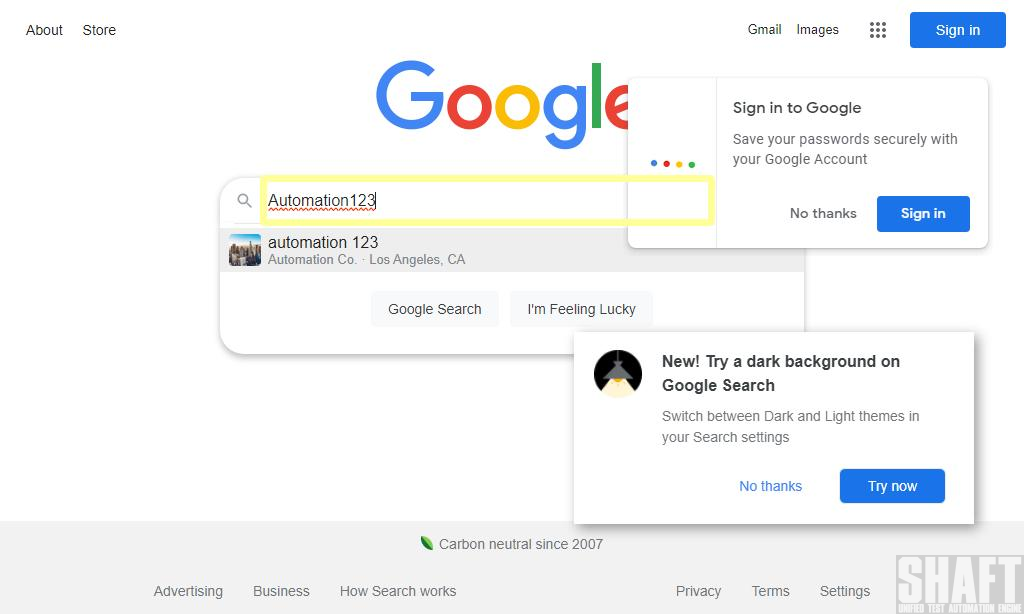 About Store
Gmail Images
Sign in
Google
Sign in to Google
Save your passwords securely with
your Google Account
No thanks
Sign in
Automation123
automation 123
Automation Co. · Los Angeles, CA
Google Search
I'm Feeling Lucky
New! Try a dark background on
Google Search
Switch between Dark and Light themes in
your Search settings
No thanks
Try now
Carbon neutral since 2007
Advertising Business How Search works
Privacy Terms Settings
SHAFT
UNIFIED TEST AUTOMATION ENGINE